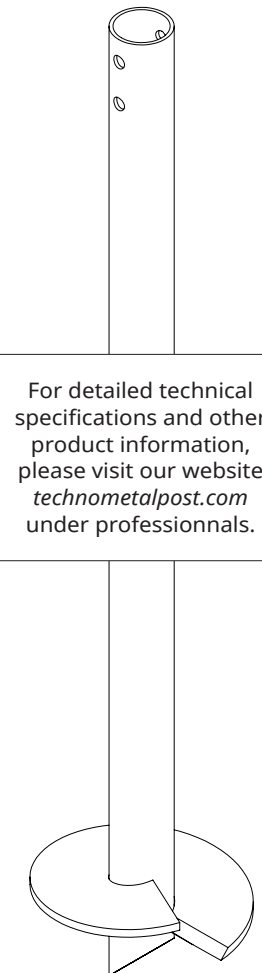 For detailed technical
specifications and other
product information,
please visit our website
technometalpost.com
under professionnals.